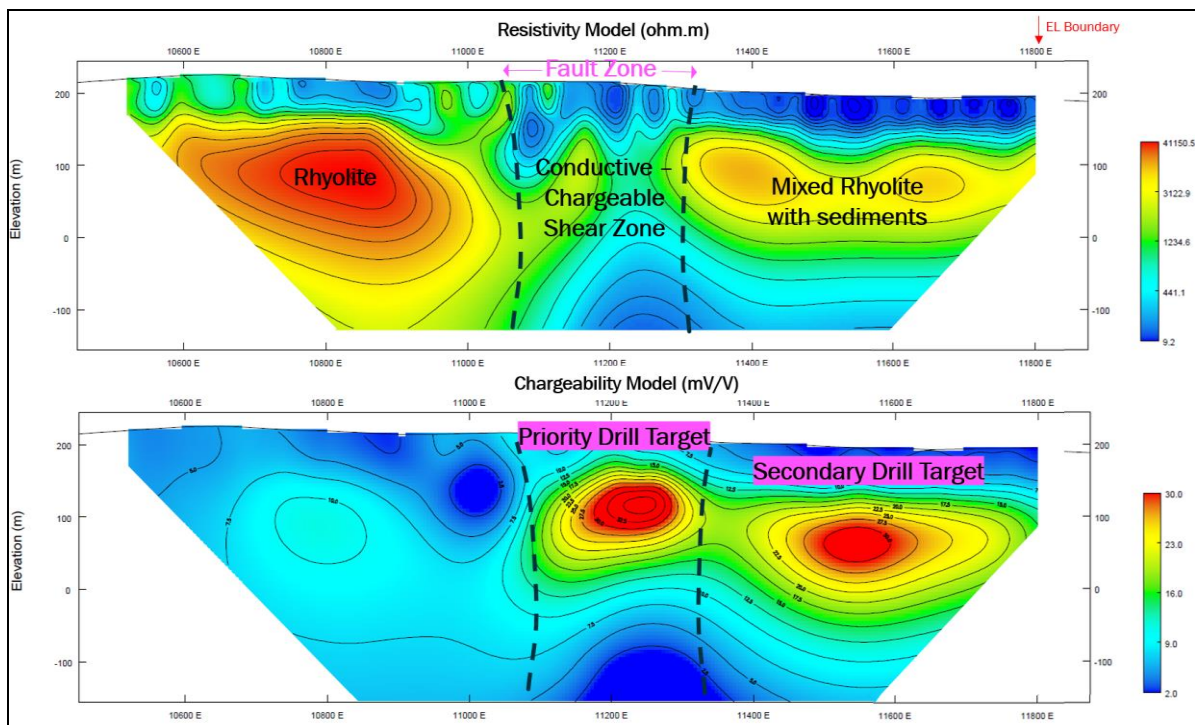 Resistivity Model (ohm.m)
EL Boundary
10600 E 10800 E 11000 E 11200 E 11400 E 11600 E 11800 E
Fault Zone
200
100
0
-100
Elevation (m)
Rhyolite
Conductive –
Chargeable
Shear Zone
Mixed Rhyolite
with sediments
200
100
0
-100
41150.5
3122.9
1234.6
441.1
9.2
10600 E 10800 E 11000 E 11200 E 11400 E 11600 E 11800 E
Chargeability Model (mV/V)
10600 E 10800 E 11000 E 11200 E 11400 E 11600 E 11800 E
Priority Drill Target
Secondary Drill Target
200
100
0
-100
Elevation (m)
200
100
0
-100
30.0
23.0
16.0
9.0
2.0
10600 E 10800 E 11000 E 11200 E 11400 E 11600 E 11800 E